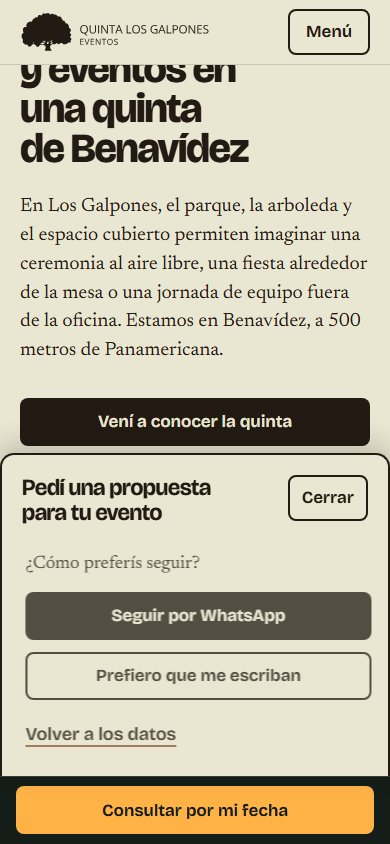 QUINTA LOS GALPONES
EVENTOS
Menú
y eventos en
una quinta
de Benavídez
En Los Galpones, el parque, la arboleda y
el espacio cubierto permiten imaginar una
ceremonia al aire libre, una fiesta alrededor
de la mesa o una jornada de equipo fuera
de la oficina. Estamos en Benavídez, a 500
metros de Panamericana.
Vení a conocer la quinta
Pedí una propuesta
para tu evento
Cerrar
¿Cómo preferís seguir?
Seguir por WhatsApp
Prefiero que me escriban
Volver a los datos
Consultar por mi fecha